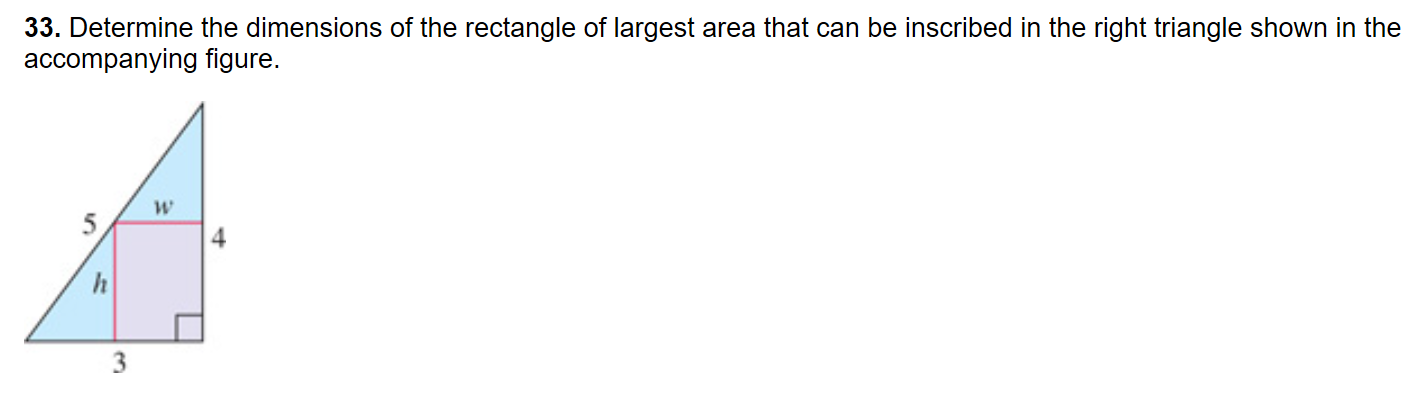 33. Determine the dimensions of the rectangle of largest area that can be inscribed in the right triangle shown in the
accompanying figure.
w
5
4
h
3